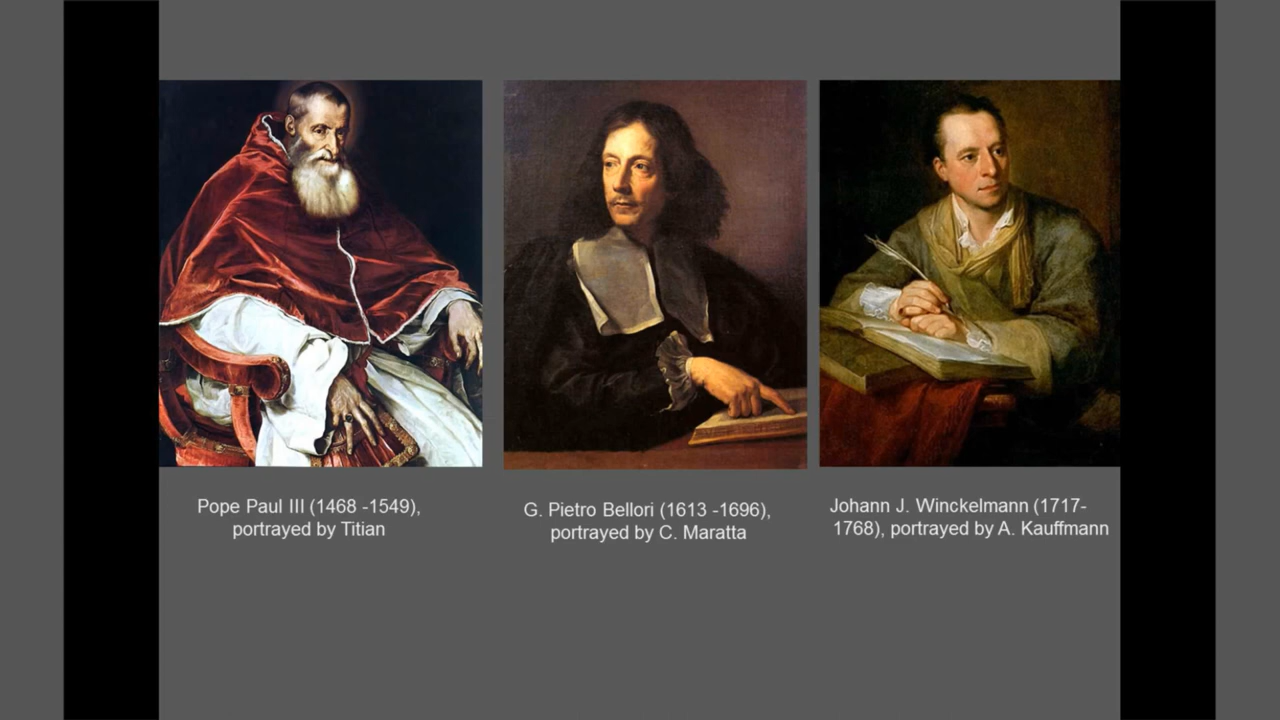 Pope Paul III (1468 -1549),
portrayed by Titian
G. Pietro Bellori (1613 -1696),
portrayed by C. Maratta
Johann J. Winckelmann (1717-
1768), portrayed by A. Kauffmann